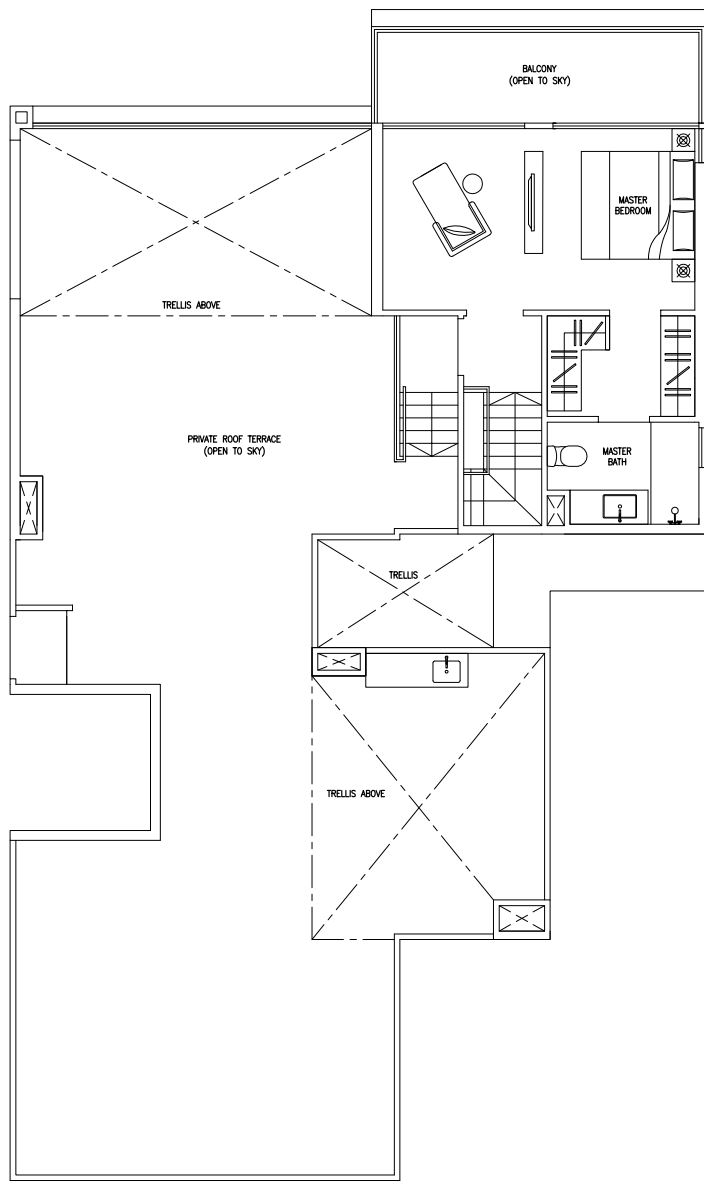 BALCONY
(OPEN TO SKY)
MASTER
BEDROOM
TRELLIS ABOVE
PRIVATE ROOF TERRACE
(OPEN TO SKY)
MASTER
BATH
TRELLIS
TRELLIS ABOVE